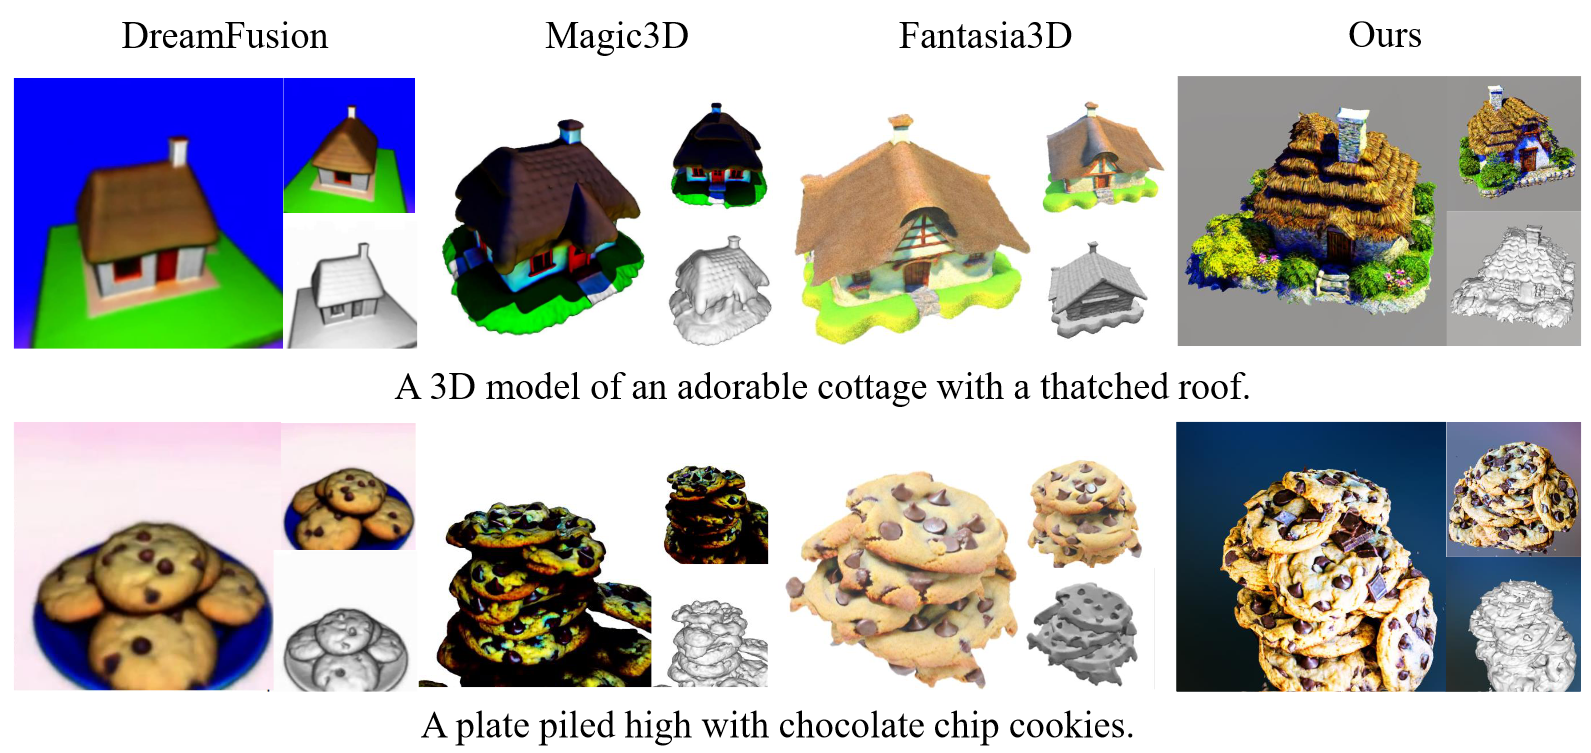 DreamFusion Magic3D Fantasia3D Ours
A 3D model of an adorable cottage with a thatched roof.
A plate piled high with chocolate chip cookies.